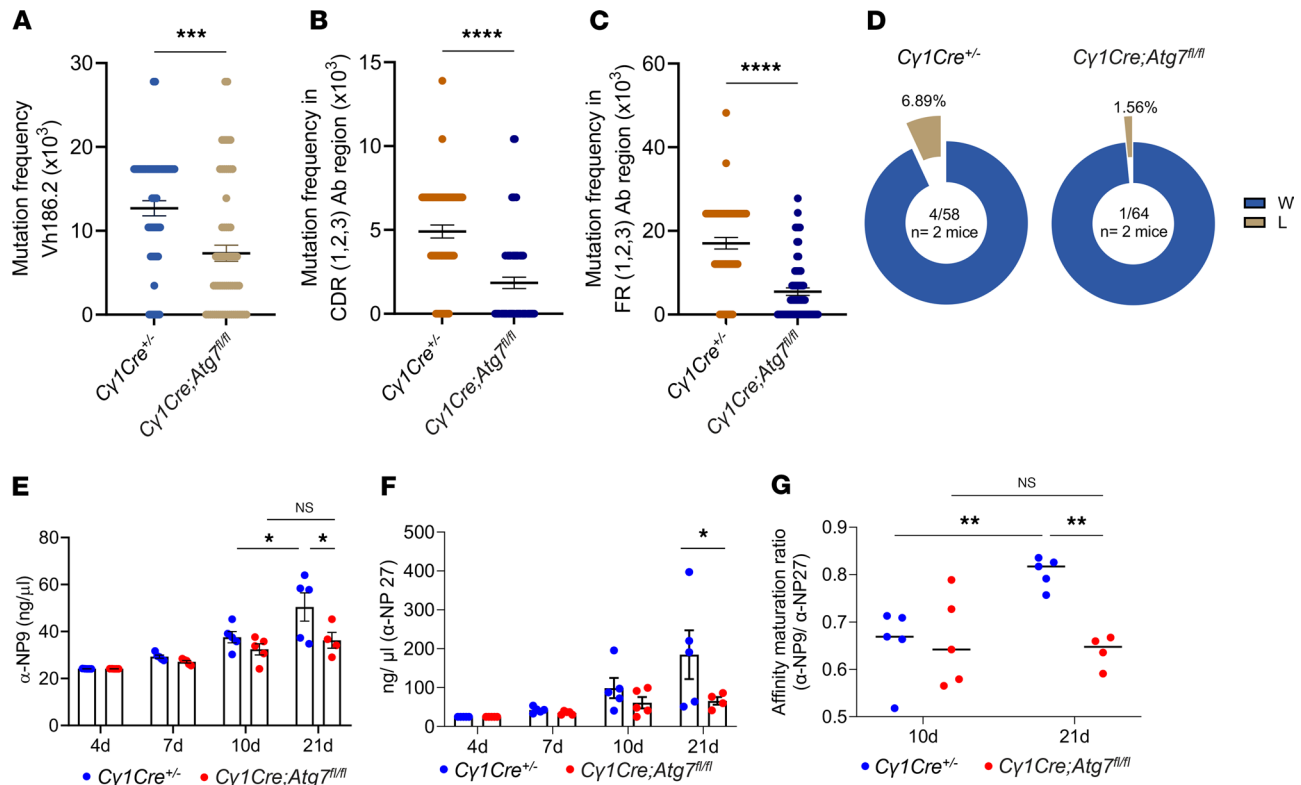 A
***
Mutation frequency
Vh186.2 (x10³)
30
20
10
0
Cγ1Cre+/-
Cγ1Cre;Atg7fl/fl
B
****
Mutation frequency in
CDR (1,2,3) Ab region (x10³)
15
10
5
0
Cγ1Cre+/-
Cγ1Cre;Atg7fl/fl
C
****
Mutation frequency in
FR (1,2,3) Ab region (x10³)
60
40
20
0
Cγ1Cre+/-
Cγ1Cre;Atg7fl/fl
D
Cγ1Cre+/-
6.89%
4/58
n= 2 mice
Cγ1Cre;Atg7fl/fl
1.56%
1/64
n= 2 mice
W
L
E
α-NP9 (ng/μl)
80
60
40
20
0
NS
*
*
4d
7d
10d
21d
Cγ1Cre+/-
Cγ1Cre;Atg7fl/fl
F
ng/ μl (α-NP 27)
500
400
300
200
100
0
*
4d
7d
10d
21d
Cγ1Cre+/-
Cγ1Cre;Atg7fl/fl
G
Affinity maturation ratio
(α-NP9/ α-NP27)
0.9
0.8
0.7
0.6
0.5
NS
**
**
10d
21d
Cγ1Cre+/-
Cγ1Cre;Atg7fl/fl